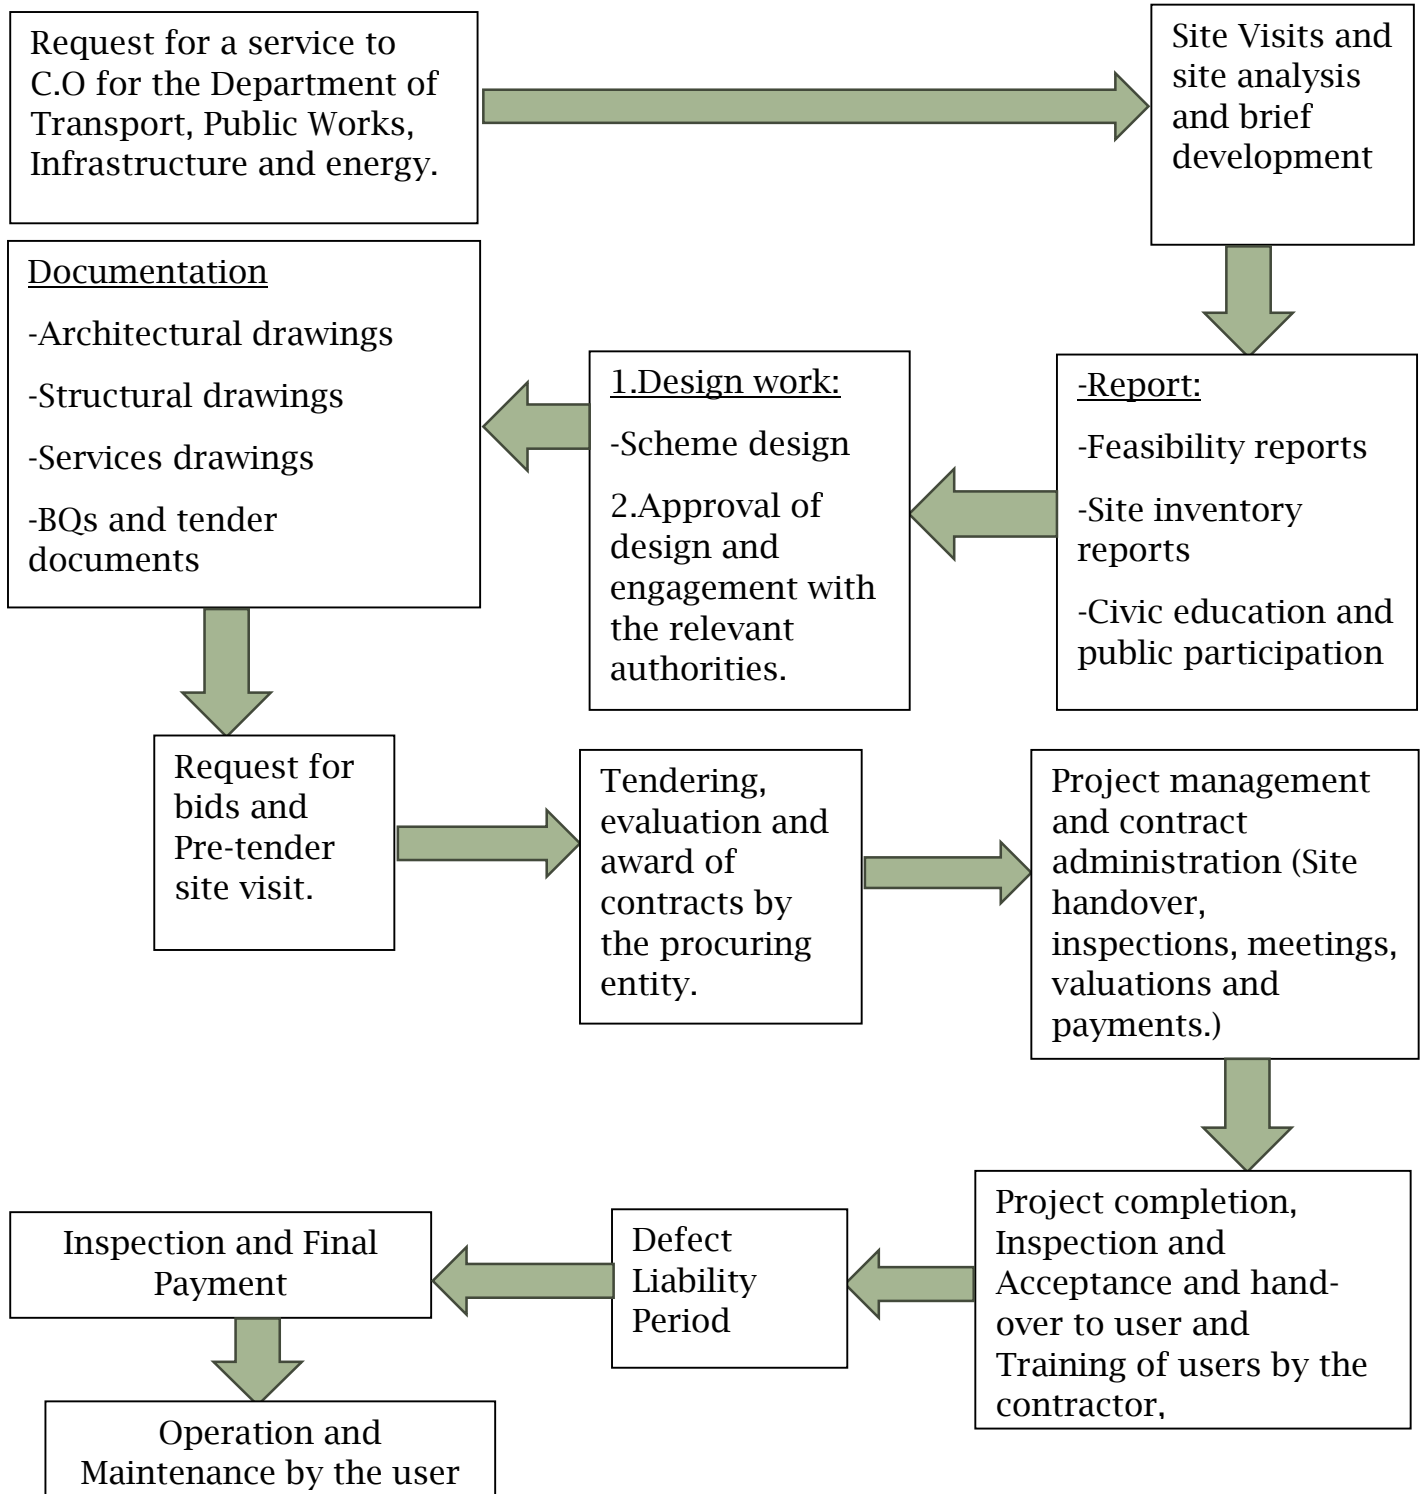 Request for a service to
C.O for the Department of
Transport, Public Works,
Infrastructure and energy.
Site Visits and
site analysis
and brief
development
-Report:
-Feasibility reports
-Site inventory
reports
-Civic education and
public participation
1.Design work:
-Scheme design
2.Approval of
design and
engagement with
the relevant
authorities.
Documentation
-Architectural drawings
-Structural drawings
-Services drawings
-BQs and tender
documents
Request for
bids and
Pre-tender
site visit.
Tendering,
evaluation and
award of
contracts by
the procuring
entity.
Project management
and contract
administration (Site
handover,
inspections, meetings,
valuations and
payments.)
Project completion,
Inspection and
Acceptance and hand-
over to user and
Training of users by the
contractor,
Defect
Liability
Period
Inspection and Final
Payment
Operation and
Maintenance by the user